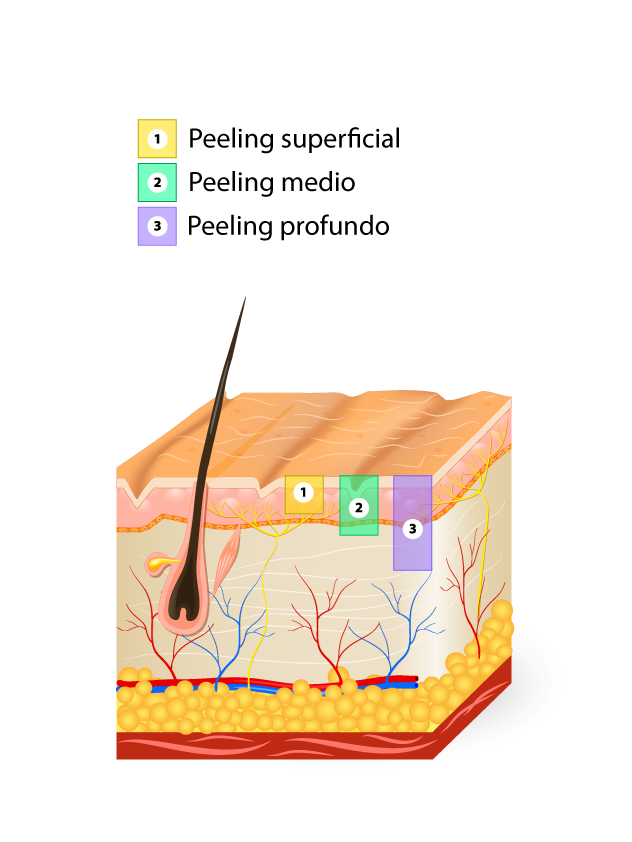 1 Peeling superficial
2 Peeling medio
3 Peeling profundo
1
2
3